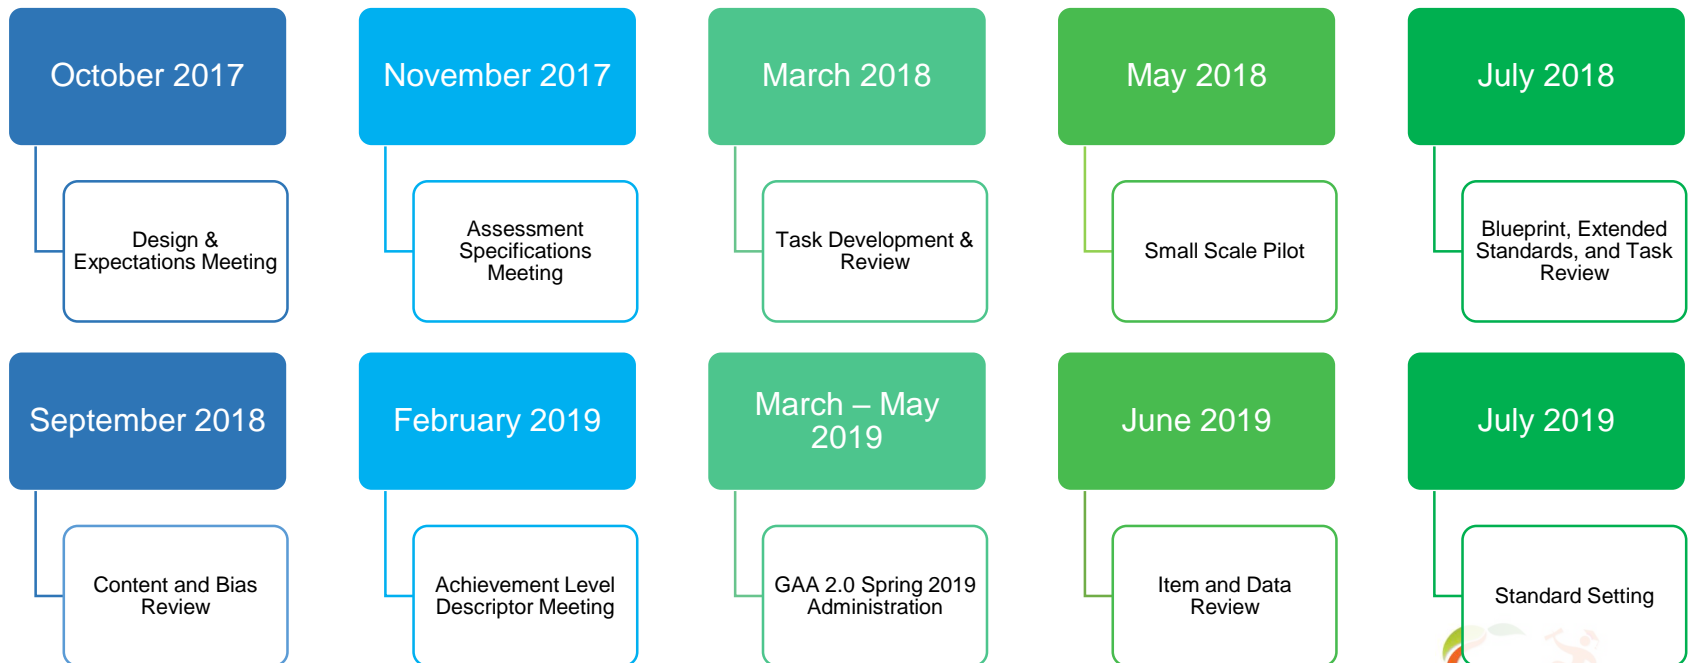 October 2017
November 2017
March 2018
May 2018
July 2018
Design &
Expectations Meeting
Assessment
Specifications
Meeting
Task Development &
Review
Small Scale Pilot
Blueprint, Extended
Standards, and Task
Review
September 2018
February 2019
March – May
2019
June 2019
July 2019
Content and Bias
Review
Achievement Level
Descriptor Meeting
GAA 2.0 Spring 2019
Administration
Item and Data
Review
Standard Setting